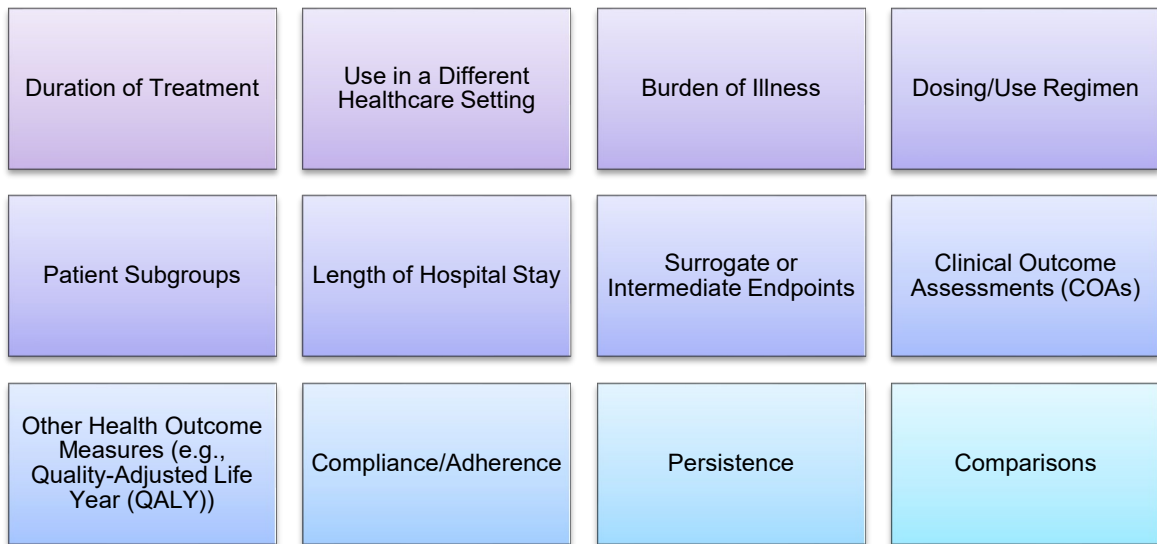 Duration of Treatment
Use in a Different
Healthcare Setting
Burden of Illness
Dosing/Use Regimen
Patient Subgroups
Length of Hospital Stay
Surrogate or
Intermediate Endpoints
Clinical Outcome
Assessments (COAs)
Other Health Outcome
Measures (e.g.,
Quality-Adjusted Life
Year (QALY))
Compliance/Adherence
Persistence
Comparisons